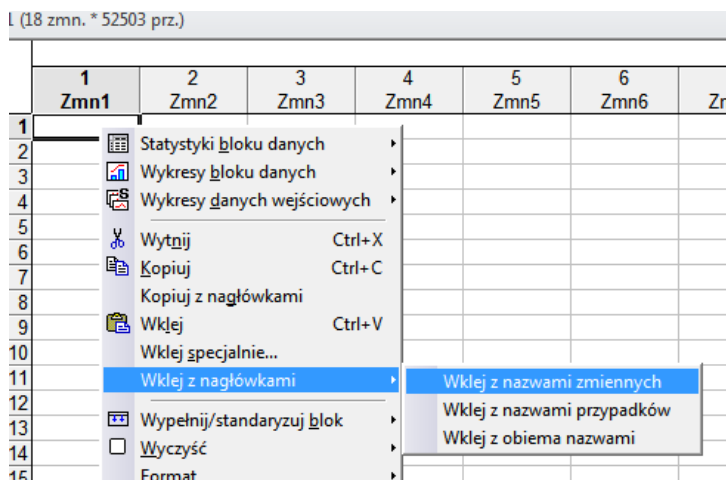 1 (18 zmn. * 52503 prz.)
1 2 3 4 5 6
Zmn1 Zmn2 Zmn3 Zmn4 Zmn5 Zmn6
1
2 Statystyki bloku danych
3 Wykresy bloku danych
4 Wykresy danych wejściowych
5
6 Wytnij Ctrl+X
7 Kopiuj Ctrl+C
8 Kopiuj z nagłówkami
9 Wklej Ctrl+V
10 Wklej specjalnie...
11 Wklej z nagłówkami Wklej z nazwami zmiennych
12 Wklej z nazwami przypadków
13 Wypełnij/standaryzuj blok Wklej z obiema nazwami
14 Wyczyść
15 Format